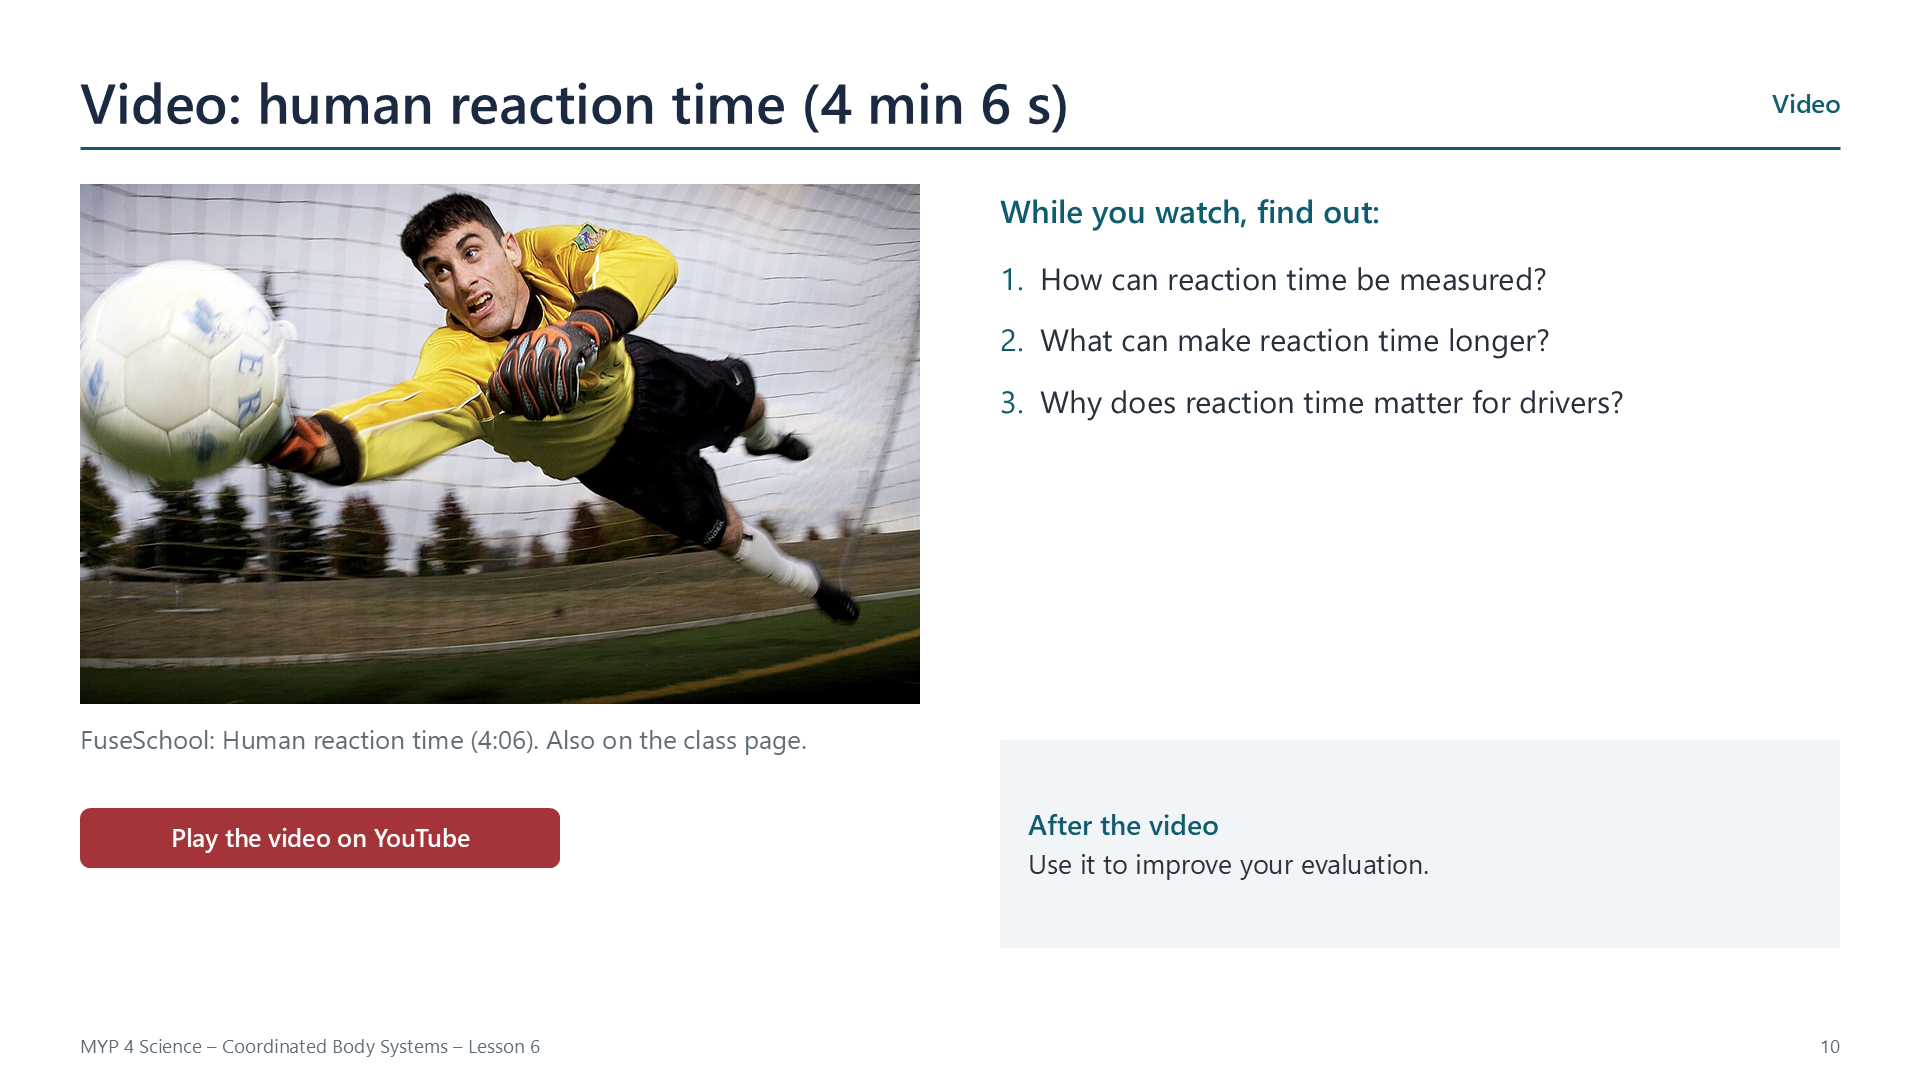 Video: human reaction time (4 min 6 s)
Video
CER
While you watch, find out:
1. How can reaction time be measured?
2. What can make reaction time longer?
3. Why does reaction time matter for drivers?
FuseSchool: Human reaction time (4:06). Also on the class page.
Play the video on YouTube
After the video
Use it to improve your evaluation.
MYP 4 Science – Coordinated Body Systems – Lesson 6
10